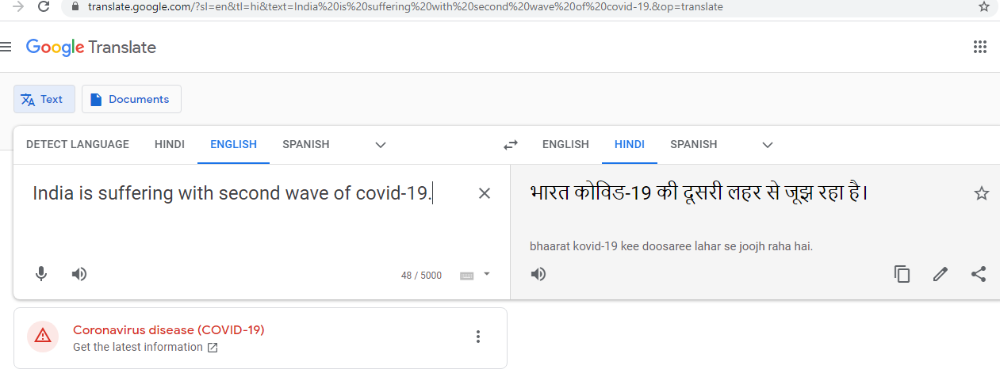 translate.google.com/?sl=en&tl=hi&text=India%20is%20suffering%20with%20second%20wave%20of%20covid-19.&op=translate
Google Translate
Text Documents
DETECT LANGUAGE HINDI ENGLISH SPANISH ENGLISH HINDI SPANISH
India is suffering with second wave of covid-19.
भारत कोविड-19 की दूसरी लहर से जूझ रहा है।
bhaarat kovid-19 kee doosaree lahar se joojh raha hai.
48 / 5000
Coronavirus disease (COVID-19)
Get the latest information